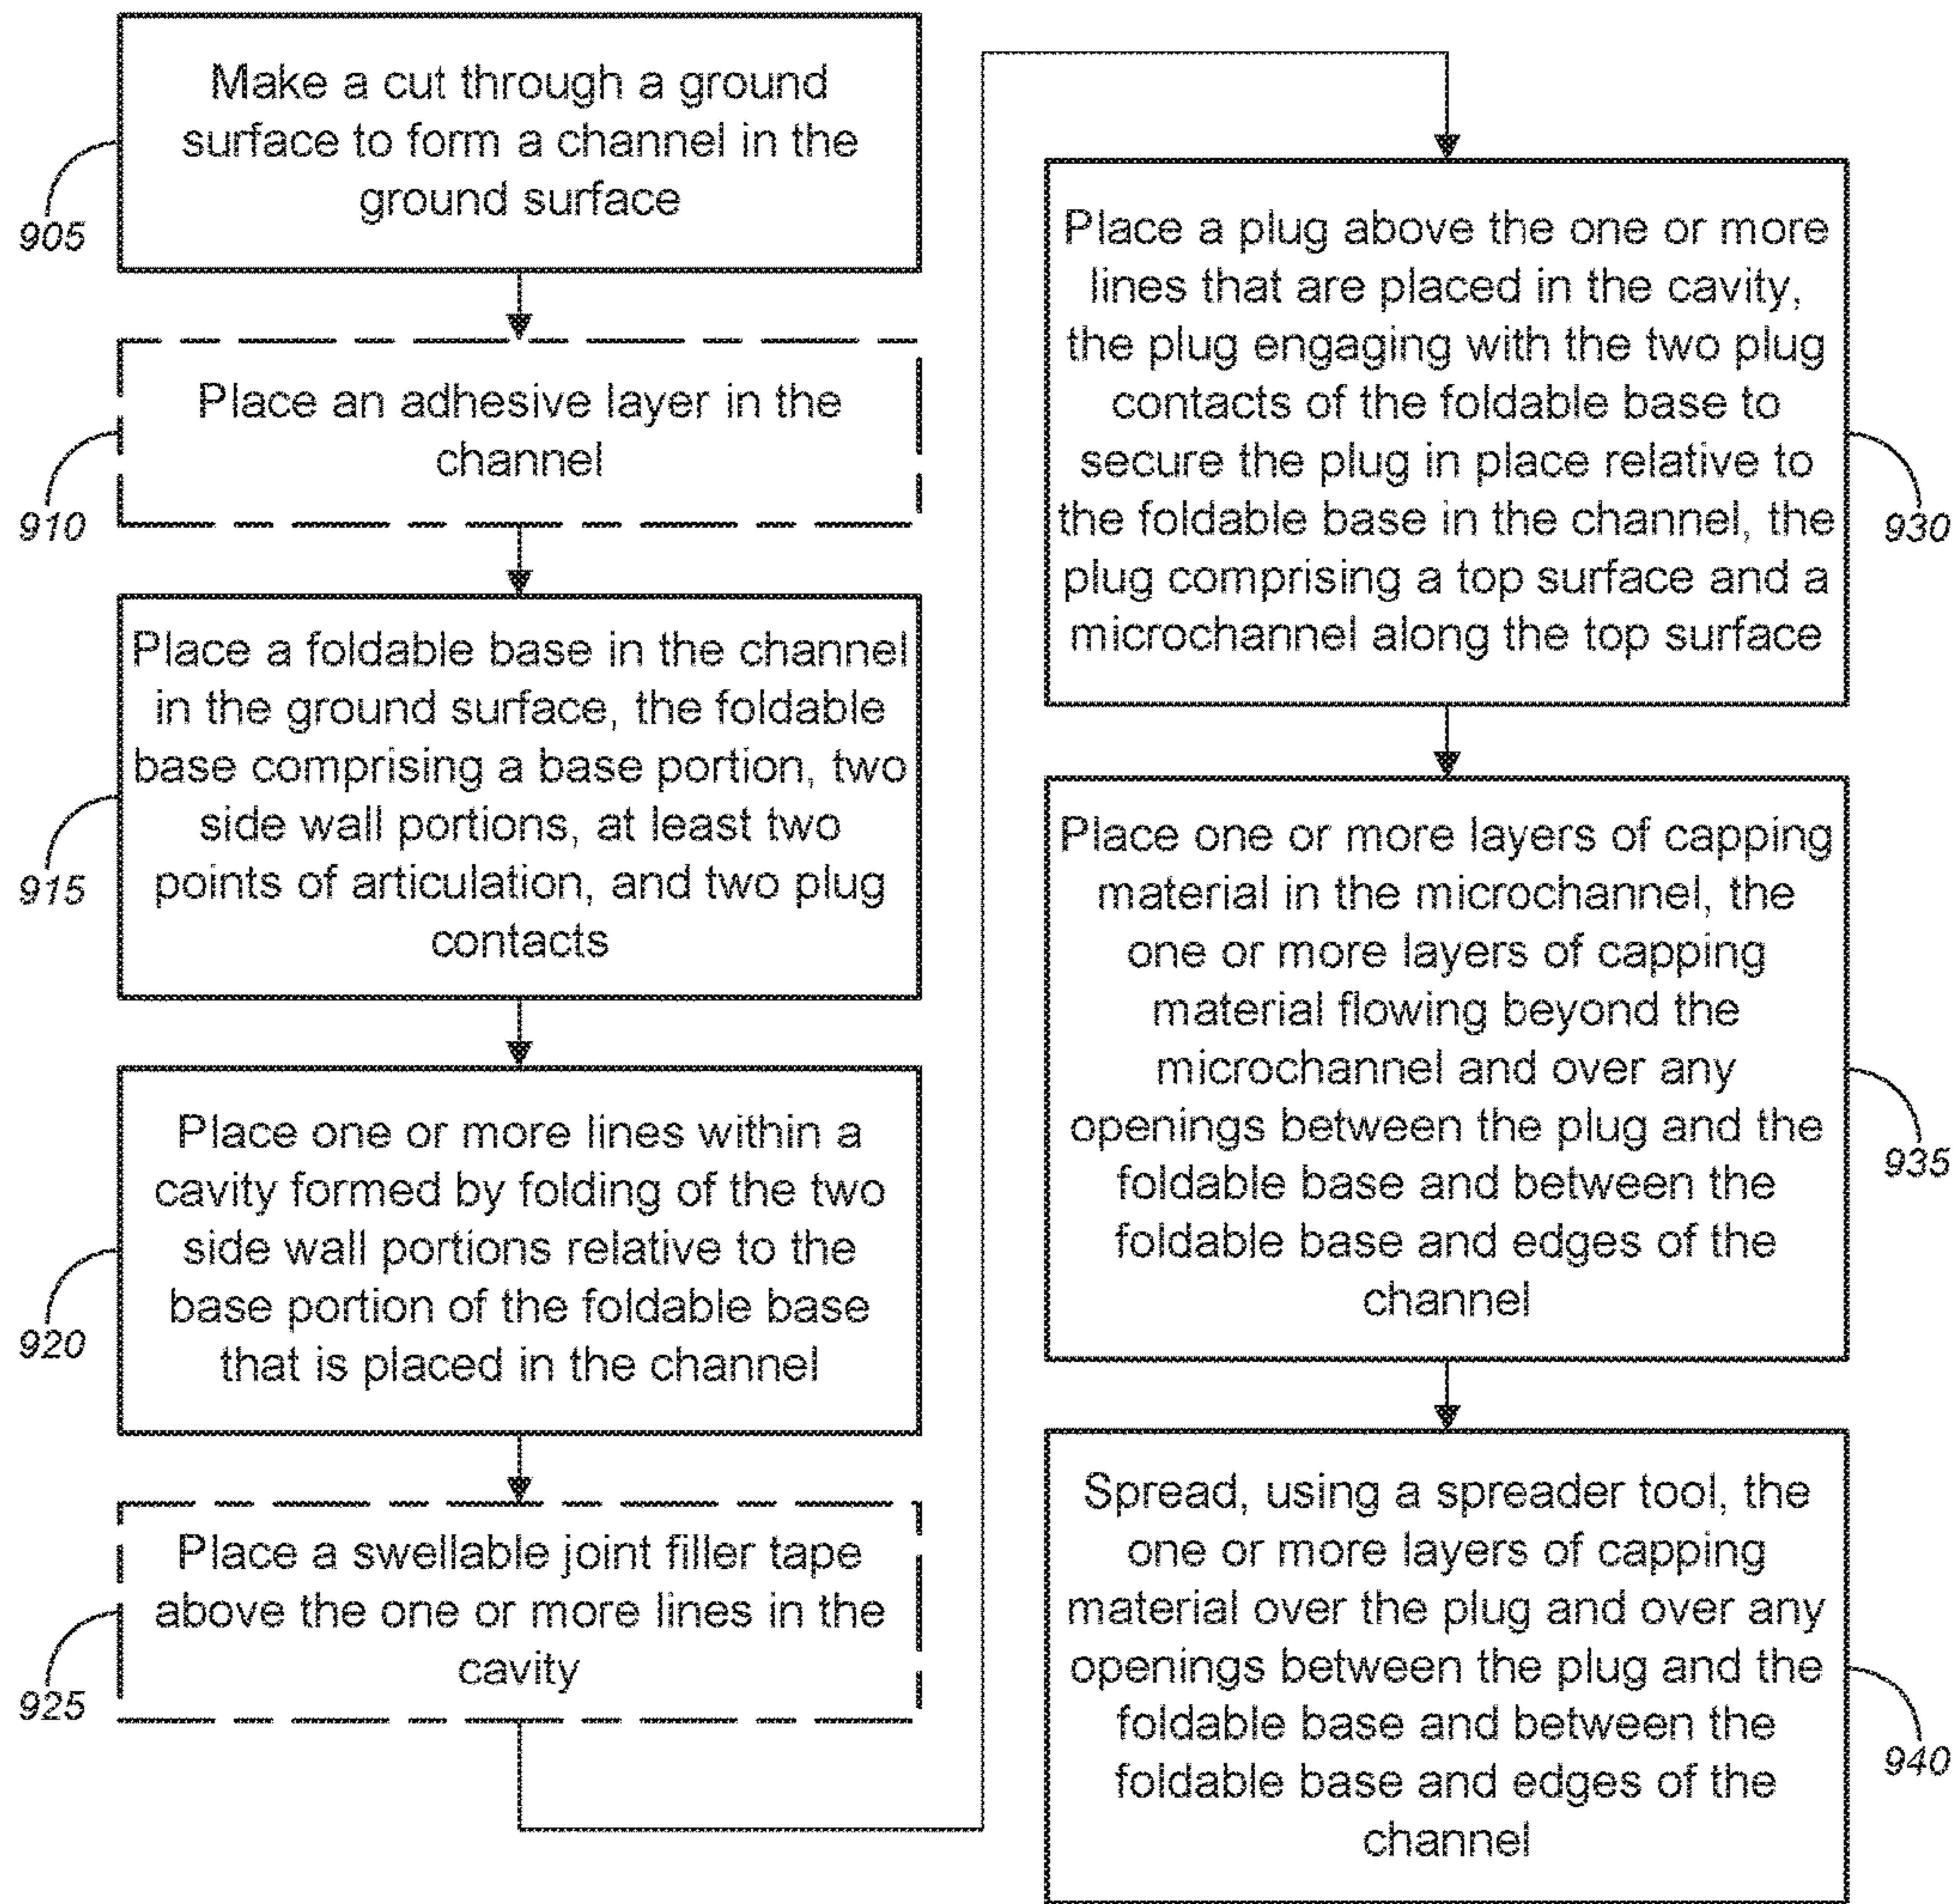 Make a cut through a ground
surface to form a channel in the
ground surface
905
Place an adhesive layer in the
channel
910
Place a foldable base in the channel
in the ground surface, the foldable
base comprising a base portion, two
side wall portions, at least two
points of articulation, and two plug
contacts
915
Place one or more lines within a
cavity formed by folding of the two
side wall portions relative to the
base portion of the foldable base
that is placed in the channel
920
Place a swellable joint filler tape
above the one or more lines in the
cavity
925
Place a plug above the one or more
lines that are placed in the cavity,
the plug engaging with the two plug
contacts of the foldable base to
secure the plug in place relative to
the foldable base in the channel, the
plug comprising a top surface and a
microchannel along the top surface
930
Place one or more layers of capping
material in the microchannel, the
one or more layers of capping
material flowing beyond the
microchannel and over any
openings between the plug and the
foldable base and between the
foldable base and edges of the
channel
935
Spread, using a spreader tool, the
one or more layers of capping
material over the plug and over any
openings between the plug and the
foldable base and between the
foldable base and edges of the
channel
940